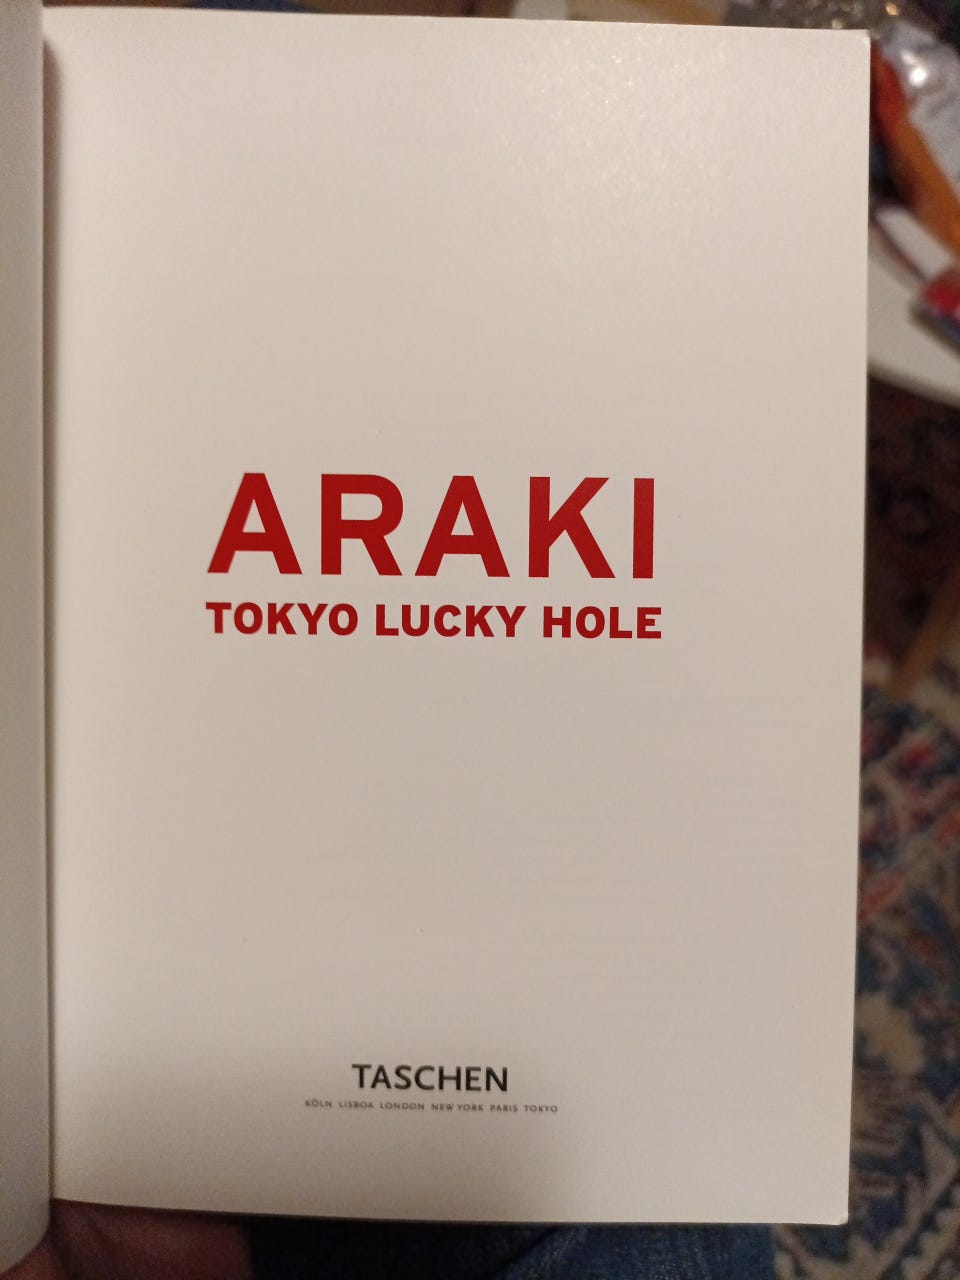 ARAKI
TOKYO LUCKY HOLE
TASCHEN
KÖLN LISBOA LONDON NEW YORK PARIS TOKYO